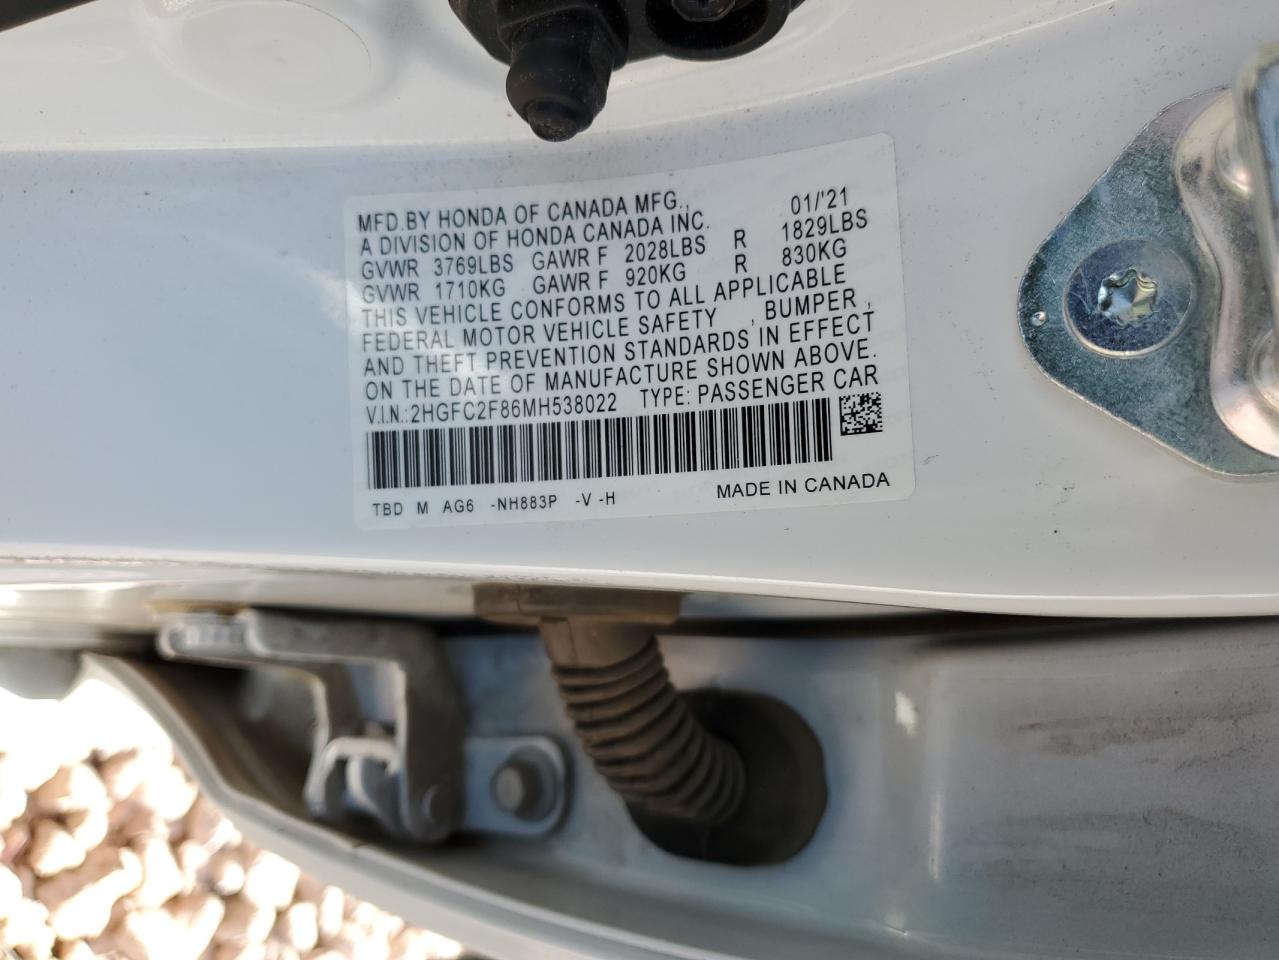 MFD.BY HONDA OF CANADA MFG., 01/'21
A DIVISION OF HONDA CANADA INC.
GVWR 3769LBS GAWR F 2028LBS R 1829LBS
GVWR 1710KG GAWR F 920KG R 830KG
THIS VEHICLE CONFORMS TO ALL APPLICABLE
FEDERAL MOTOR VEHICLE SAFETY , BUMPER ,
AND THEFT PREVENTION STANDARDS IN EFFECT
ON THE DATE OF MANUFACTURE SHOWN ABOVE.
V.I.N.:2HGFC2F86MH538022 TYPE: PASSENGER CAR
TBD M AG6 -NH883P -V -H MADE IN CANADA